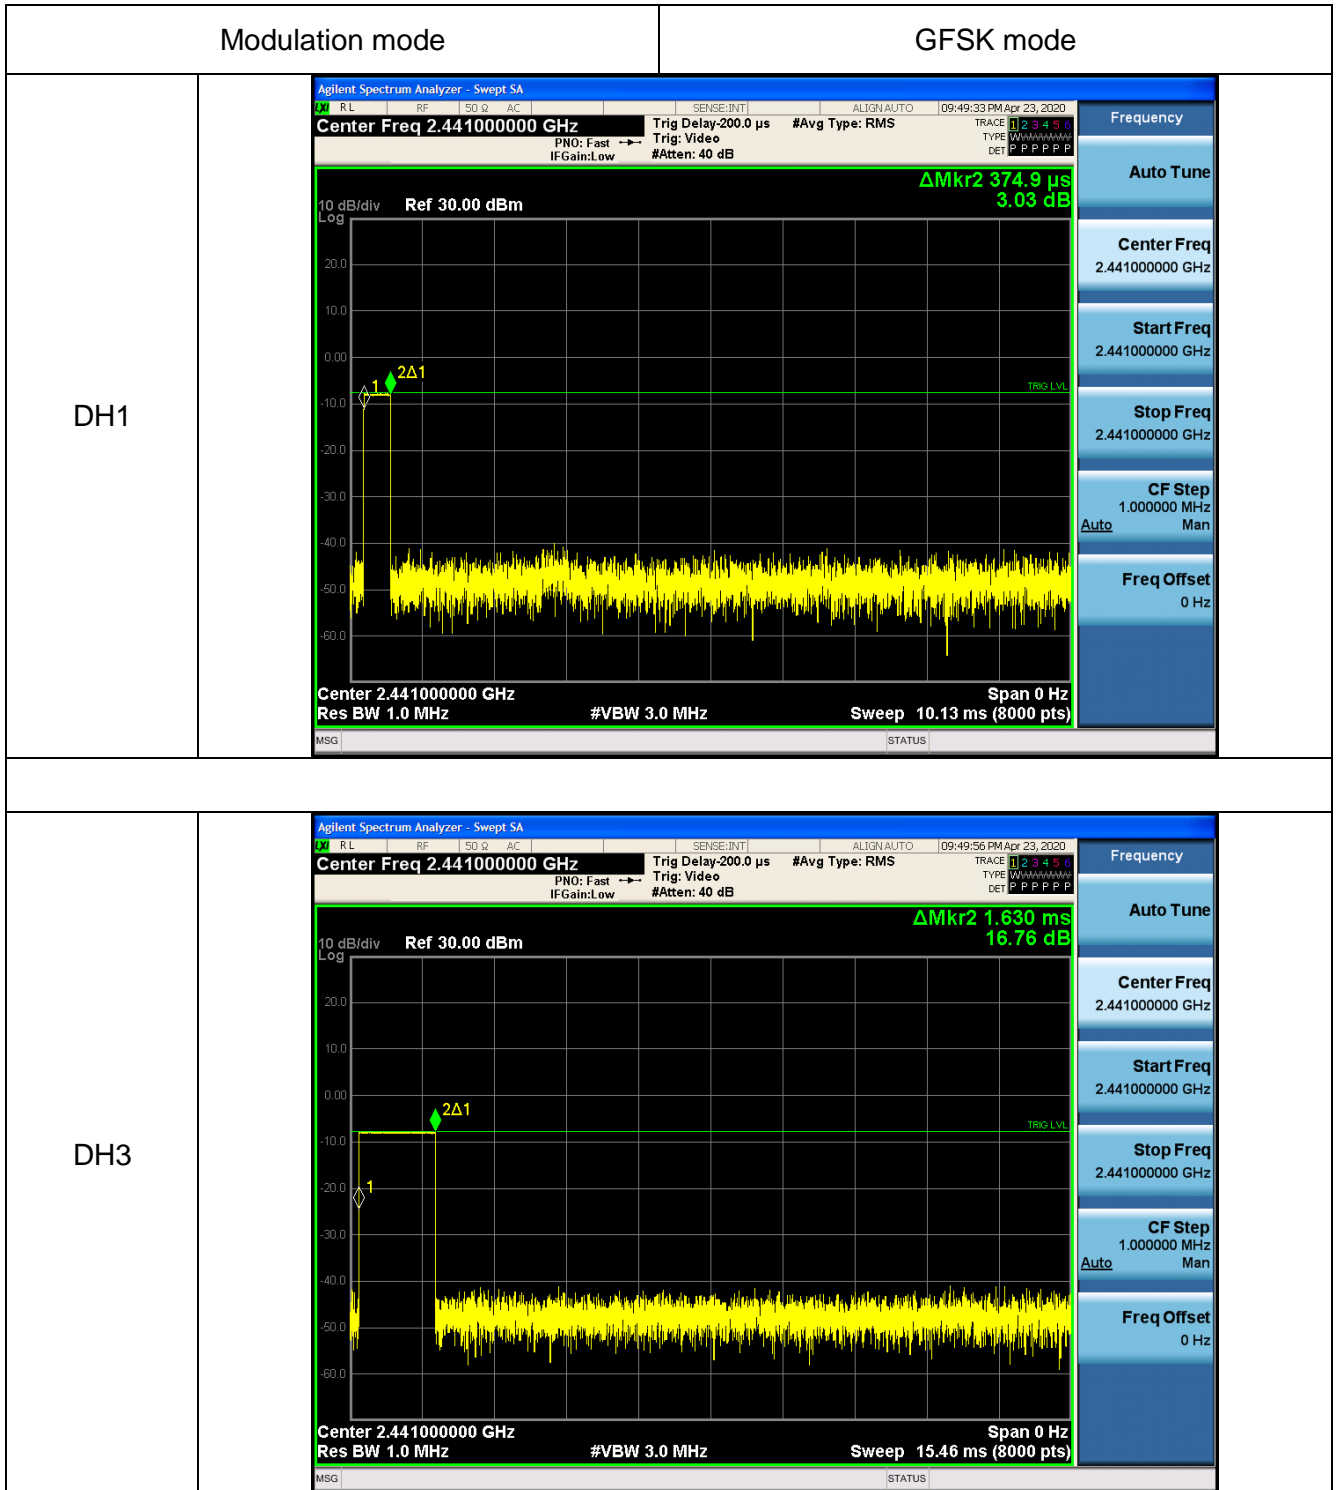 Modulation mode GFSK mode
DH1
Agilent Spectrum Analyzer - Swept SA
LXI RL RF 50 Ω AC SENSE:INT ALIGN AUTO 09:49:33 PM Apr 23, 2020
Center Freq 2.441000000 GHz Trig Delay-200.0 µs #Avg Type: RMS TRACE 1 2 3 4 5 6
PNO: Fast Trig: Video TYPE WWWWWW
IFGain:Low #Atten: 40 dB DET P P P P P P
ΔMkr2 374.9 µs
3.03 dB
10 dB/div Ref 30.00 dBm
Log
20.0
10.0
0.00
2Δ1
1
TRIG LVL
-10.0
-20.0
-30.0
-40.0
-50.0
-60.0
Center 2.441000000 GHz Span 0 Hz
Res BW 1.0 MHz #VBW 3.0 MHz Sweep 10.13 ms (8000 pts)
MSG STATUS
Frequency
Auto Tune
Center Freq
2.441000000 GHz
Start Freq
2.441000000 GHz
Stop Freq
2.441000000 GHz
CF Step
1.000000 MHz
Auto Man
Freq Offset
0 Hz
DH3
Agilent Spectrum Analyzer - Swept SA
LXI RL RF 50 Ω AC SENSE:INT ALIGN AUTO 09:49:56 PM Apr 23, 2020
Center Freq 2.441000000 GHz Trig Delay-200.0 µs #Avg Type: RMS TRACE 1 2 3 4 5 6
PNO: Fast Trig: Video TYPE WWWWWW
IFGain:Low #Atten: 40 dB DET P P P P P P
ΔMkr2 1.630 ms
16.76 dB
10 dB/div Ref 30.00 dBm
Log
20.0
10.0
0.00
2Δ1
TRIG LVL
-10.0
-20.0
1
-30.0
-40.0
-50.0
-60.0
Center 2.441000000 GHz Span 0 Hz
Res BW 1.0 MHz #VBW 3.0 MHz Sweep 15.46 ms (8000 pts)
MSG STATUS
Frequency
Auto Tune
Center Freq
2.441000000 GHz
Start Freq
2.441000000 GHz
Stop Freq
2.441000000 GHz
CF Step
1.000000 MHz
Auto Man
Freq Offset
0 Hz